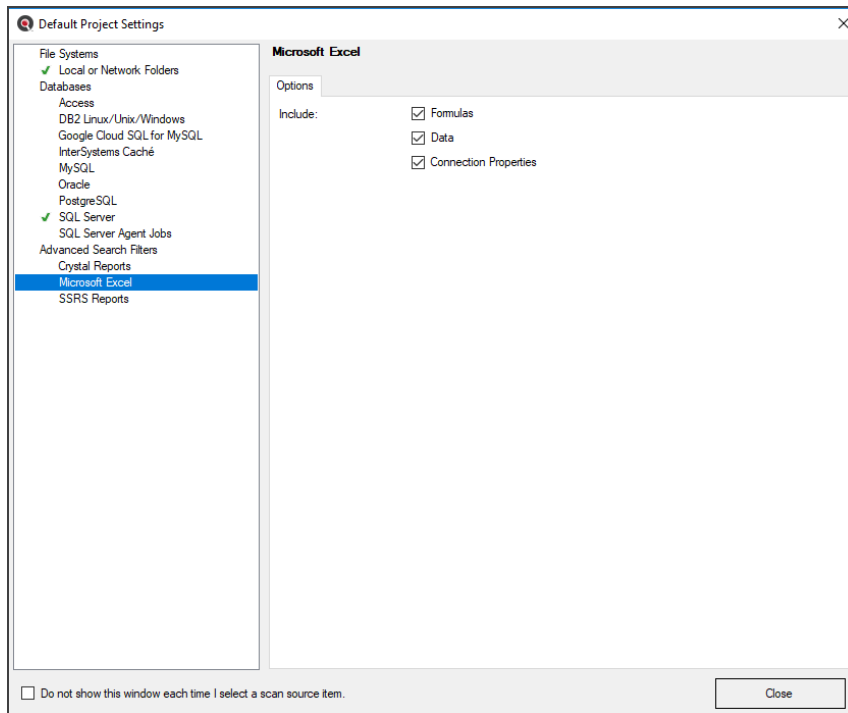 Default Project Settings
File Systems
Local or Network Folders
Databases
Access
DB2 Linux/Unix/Windows
Google Cloud SQL for MySQL
InterSystems Caché
MySQL
Oracle
PostgreSQL
SQL Server
SQL Server Agent Jobs
Advanced Search Filters
Crystal Reports
Microsoft Excel
SSRS Reports
Microsoft Excel
Options
Include:
Formulas
Data
Connection Properties
Do not show this window each time I select a scan source item.
Close